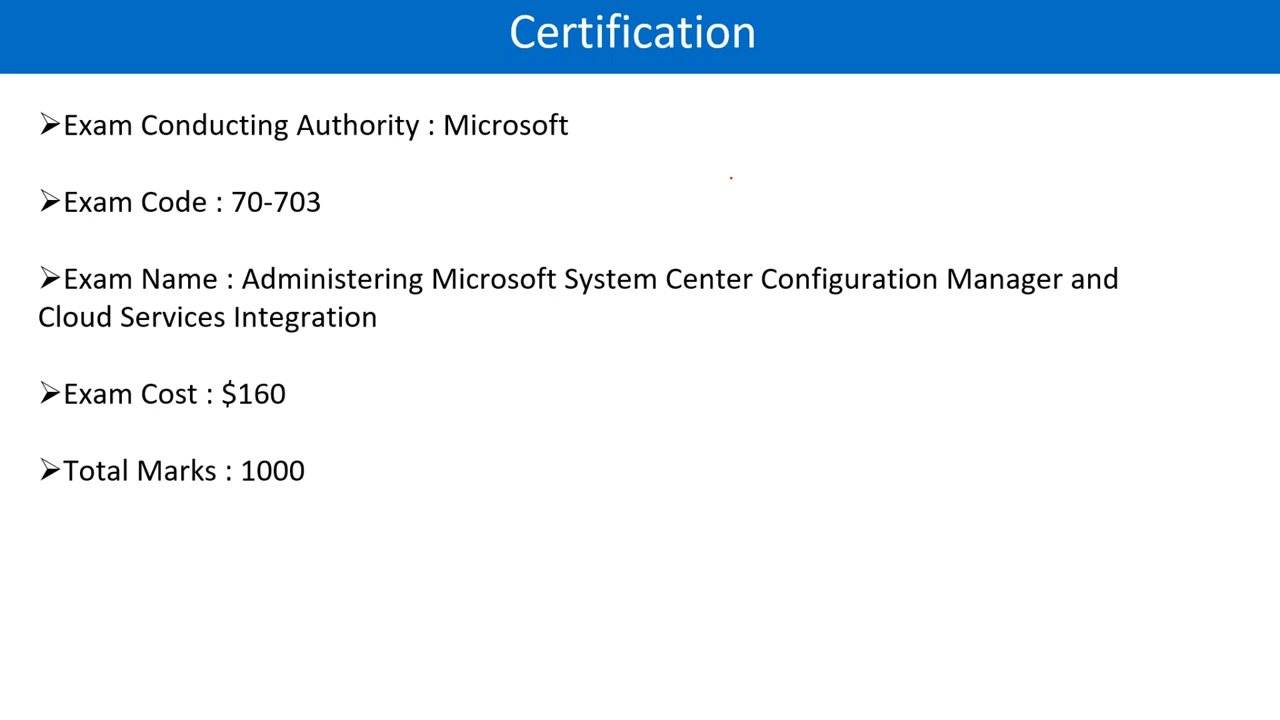 Certification
➢Exam Conducting Authority : Microsoft
➢Exam Code : 70-703
➢Exam Name : Administering Microsoft System Center Configuration Manager and
Cloud Services Integration
➢Exam Cost : $160
➢Total Marks : 1000